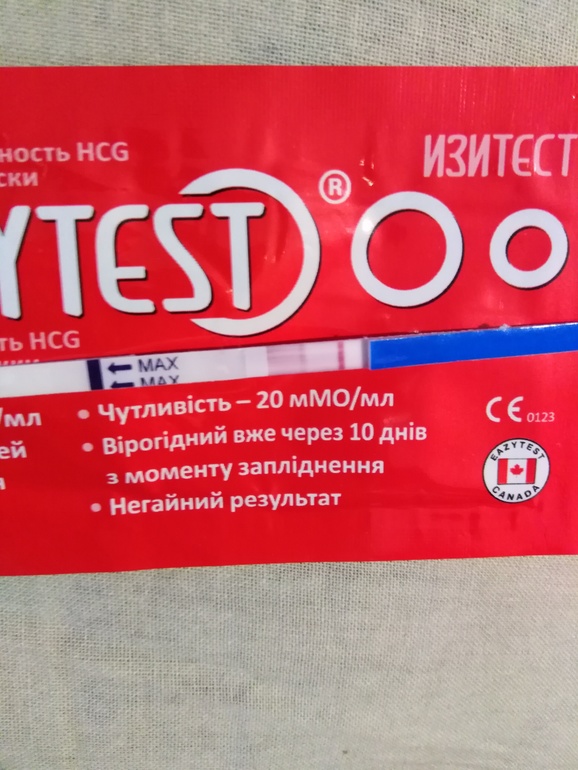 ность HCG
ски
ИЗИТЕСТ
YTEST®
ть HCG
MAX
MAX
/мл
ей
я
• Чутливість – 20 мМО/мл
• Вірогідний вже через 10 днів
з моменту запліднення
• Негайний результат
CE 0123
EAZYTEST
CANADA